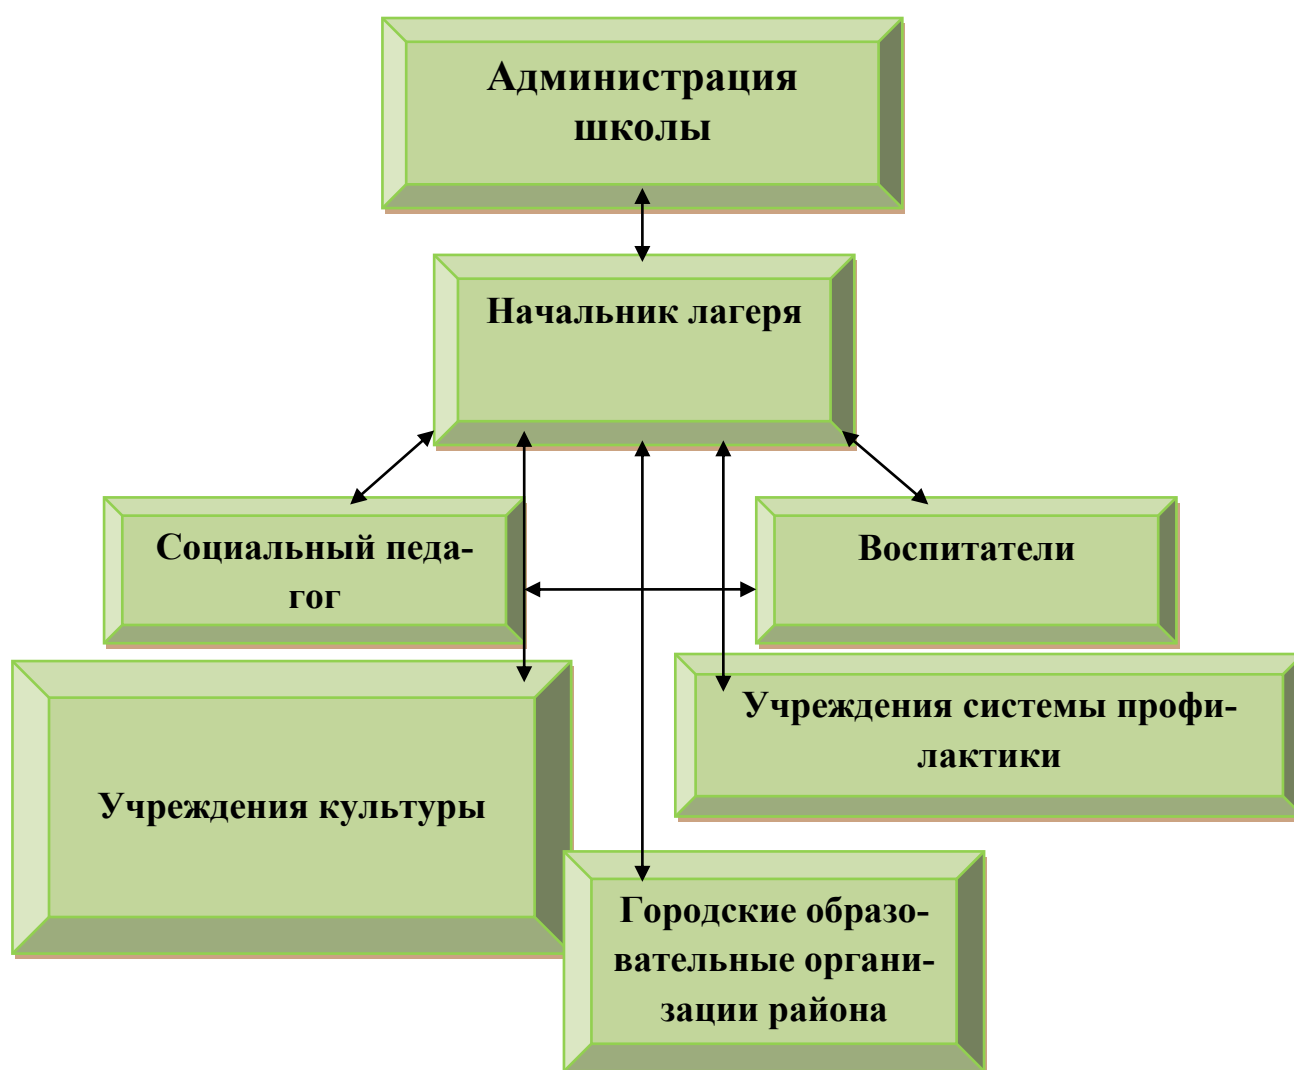 Администрация
школы
Начальник лагеря
Социальный педа-
гог
Воспитатели
Учреждения системы профи-
лактики
Учреждения культуры
Городские образо-
вательные органи-
зации района